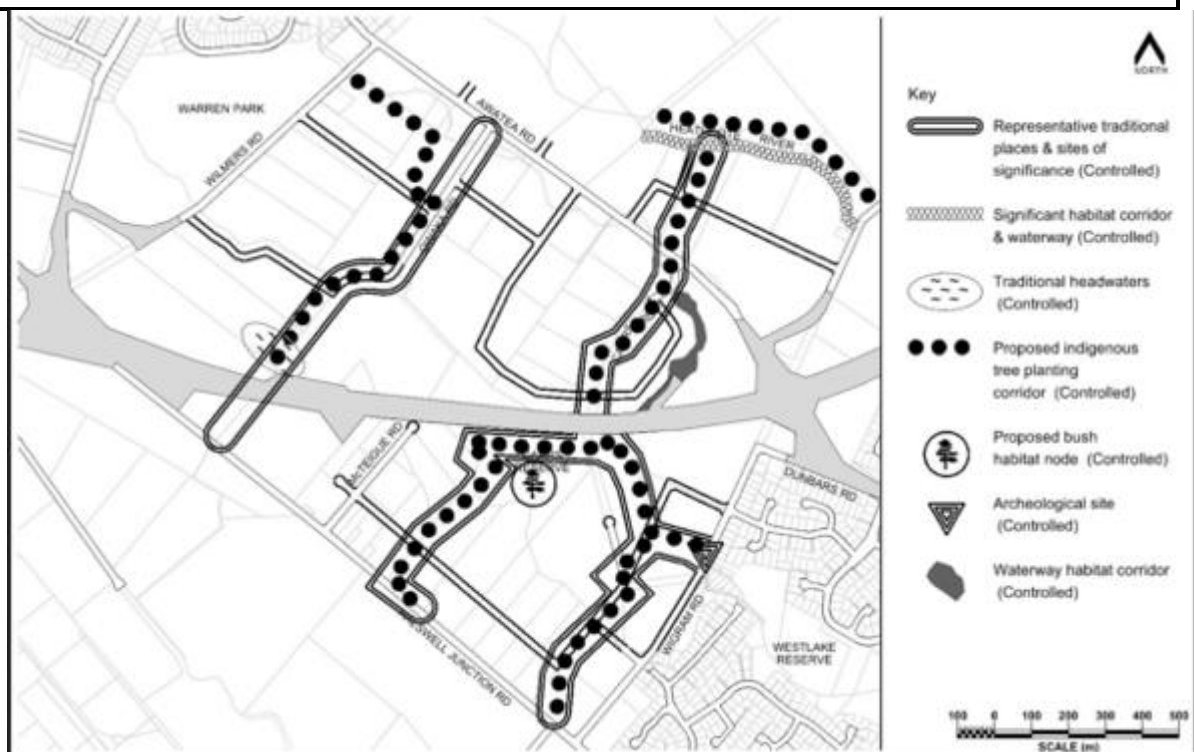 NORTH
Key
Representative traditional
places & sites of
significance (Controlled)
Significant habitat corridor
& waterway (Controlled)
Traditional headwaters
(Controlled)
Proposed indigenous
tree planting
corridor (Controlled)
Proposed bush
habitat node (Controlled)
Archeological site
(Controlled)
Waterway habitat corridor
(Controlled)
100 0 100 200 300 400 500
SCALE (m)
WARREN PARK
WILMERS RD
AWATEA RD
RIVER
McTEIGUE RD
DUNBARS RD
JUNCTION RD
WIGRAM RD
WESTLAKE
RESERVE